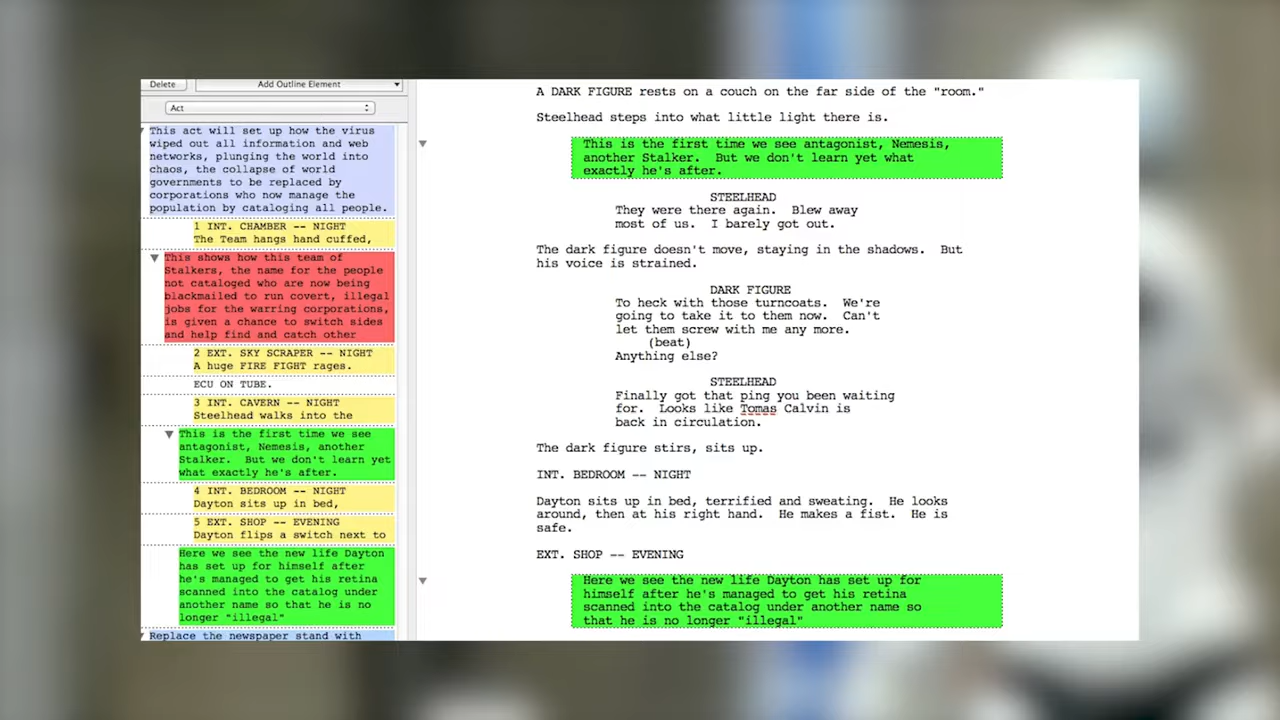 Delete
Add Outline Element
Act
This act will set up how the virus
wiped out all information and web
networks, plunging the world into
chaos, the collapse of world
governments to be replaced by
corporations who now manage the
population by cataloging all people.
1 INT. CHAMBER -- NIGHT
The Team hangs hand cuffed,
This shows how this team of
Stalkers, the name for the people
not cataloged who are now being
blackmailed to run covert, illegal
jobs for the warring corporations,
is given a chance to switch sides
and help find and catch other
2 EXT. SKY SCRAPER -- NIGHT
A huge FIRE FIGHT rages.
ECU ON TUBE.
3 INT. CAVERN -- NIGHT
Steelhead walks into the
This is the first time we see
antagonist, Nemesis, another
Stalker.  But we don't learn yet
what exactly he's after.
4 INT. BEDROOM -- NIGHT
Dayton sits up in bed,
5 EXT. SHOP -- EVENING
Dayton flips a switch next to
Here we see the new life Dayton
has set up for himself after
he's managed to get his retina
scanned into the catalog under
another name so that he is no
longer "illegal"
Replace the newspaper stand with
A DARK FIGURE rests on a couch on the far side of the "room."
Steelhead steps into what little light there is.
This is the first time we see antagonist, Nemesis,
another Stalker.  But we don't learn yet what
exactly he's after.
STEELHEAD
They were there again.  Blew away
most of us.  I barely got out.
The dark figure doesn't move, staying in the shadows.  But
his voice is strained.
DARK FIGURE
To heck with those turncoats.  We're
going to take it to them now.  Can't
let them screw with me any more.
(beat)
Anything else?
STEELHEAD
Finally got that ping you been waiting
for.  Looks like Tomas Calvin is
back in circulation.
The dark figure stirs, sits up.
INT. BEDROOM -- NIGHT
Dayton sits up in bed, terrified and sweating.  He looks
around, then at his right hand.  He makes a fist.  He is
safe.
EXT. SHOP -- EVENING
Here we see the new life Dayton has set up for
himself after he's managed to get his retina
scanned into the catalog under another name so
that he is no longer "illegal"